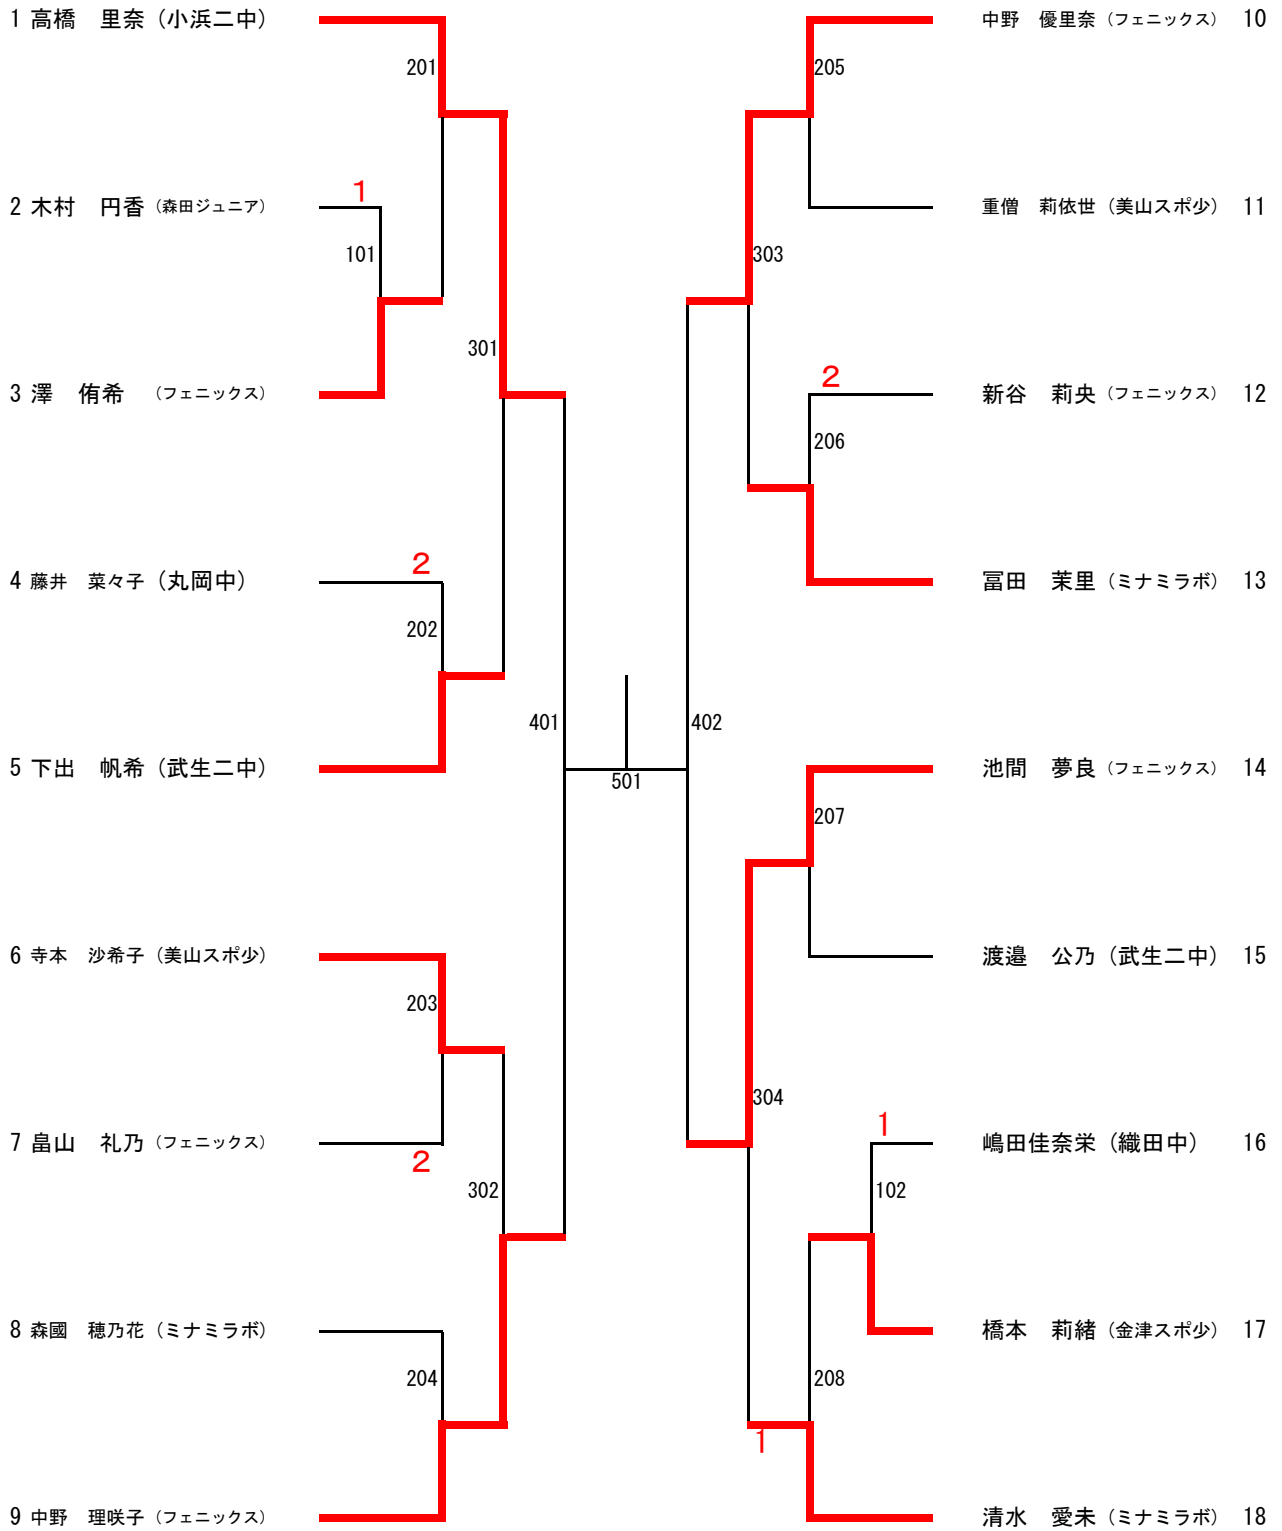 1 高橋　里奈（小浜二中）
201
2 木村　円香（森田ジュニア）
1
101
3 澤　侑希　（フェニックス）
301
4 藤井　菜々子（丸岡中）
2
202
5 下出　帆希（武生二中）
401
6 寺本　沙希子（美山スポ少）
203
7 畠山　礼乃（フェニックス）
2
302
8 森國　穂乃花（ミナミラボ）
204
9 中野　理咲子（フェニックス）
501
中野　優里奈（フェニックス） 10
205
重僧　莉依世（美山スポ少） 11
303
2
新谷　莉央（フェニックス） 12
206
冨田　茉里（ミナミラボ） 13
402
池間　夢良（フェニックス） 14
207
渡邉　公乃（武生二中） 15
304
1
嶋田佳奈栄（織田中） 16
102
橋本　莉緒（金津スポ少） 17
208
1
清水　愛未（ミナミラボ） 18